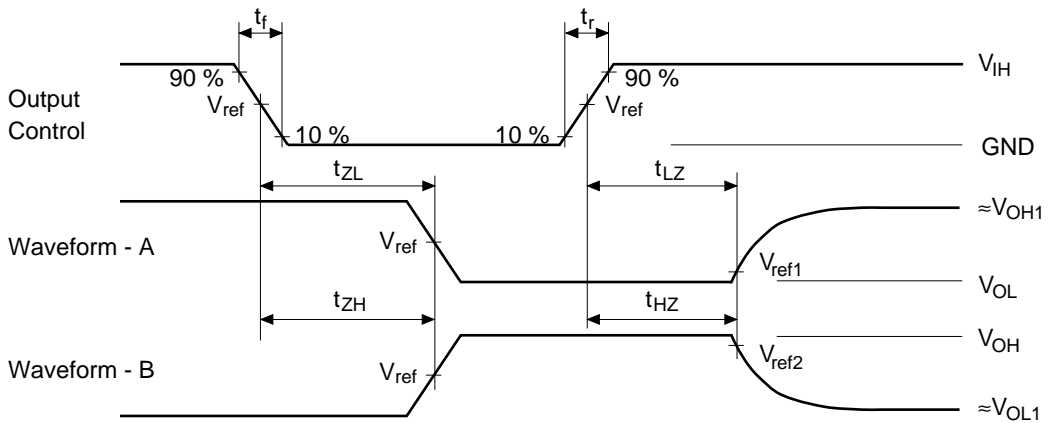 tf
tr
90 %
90 %
VIH
Output
Control
Vref
Vref
10 %
10 %
GND
tZL
tLZ
≈VOH1
Waveform - A
Vref
Vref1
VOL
tZH
tHZ
VOH
Waveform - B
Vref
Vref2
≈VOL1